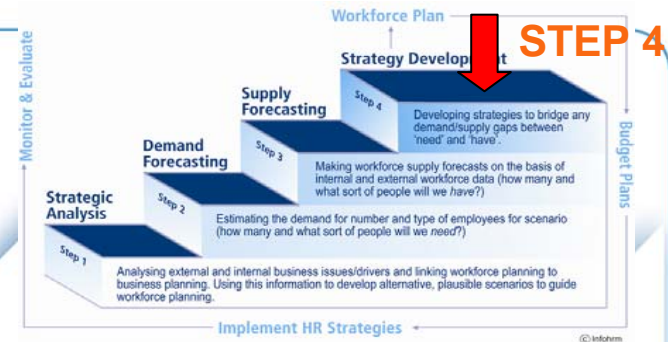 Workforce Plan
STEP 4
Monitor & Evaluate
Strategy Development
Step 4
Developing strategies to bridge any
demand/supply gaps between
'need' and 'have'.
Budget Plans
Supply
Forecasting
Step 3
Making workforce supply forecasts on the basis of
internal and external workforce data (how many and
what sort of people will we have?)
Demand
Forecasting
Step 2
Estimating the demand for number and type of employees for scenario
(how many and what sort of people will we need?)
Strategic
Analysis
Step 1
Analysing external and internal business issues/drivers and linking workforce planning to
business planning. Using this information to develop alternative, plausible scenarios to guide
workforce planning.
Implement HR Strategies
(C) Infohrm